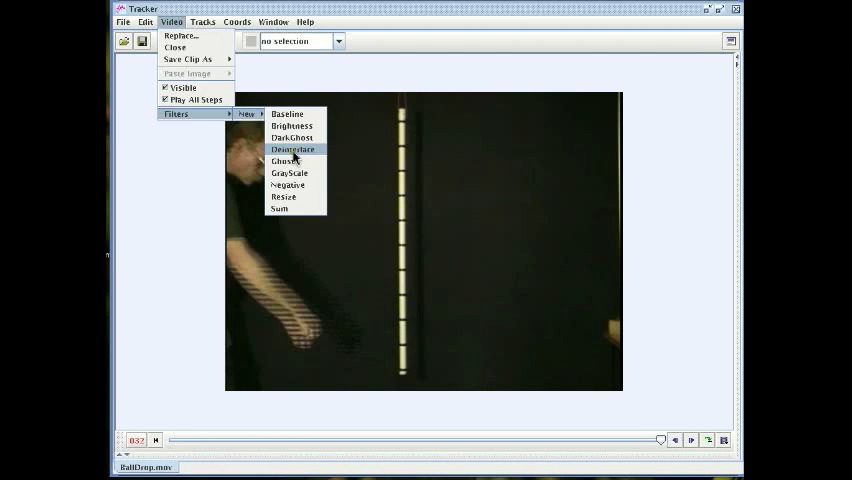 Tracker
File Edit Video Tracks Coords Window Help
Replace...
no selection
Close
Save Clip As
Paste Image
Visible
Play All Steps
Filters
New
Baseline
Brightness
DarkGhost
Deinterlace
Ghost
GrayScale
Negative
Resize
Sum
032
BallDrop.mov